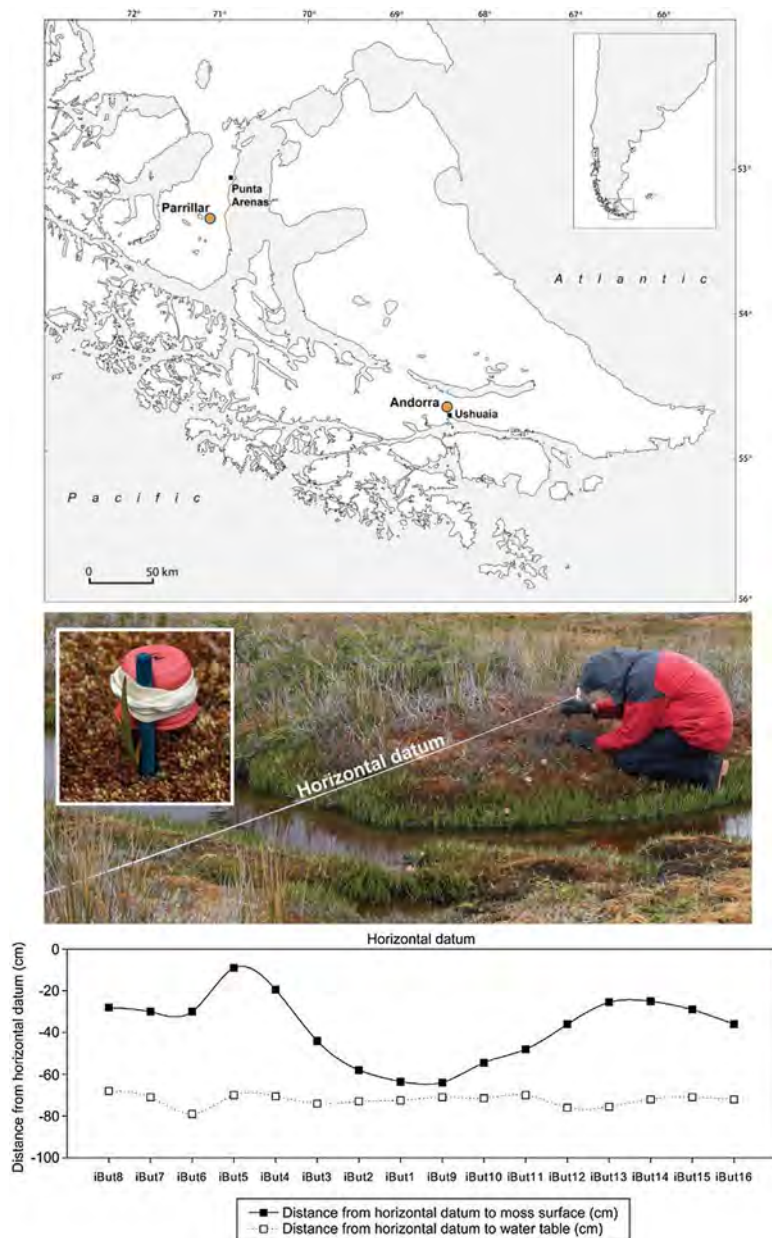 72° 71° 70° 69° 68° 67° 66°
53°
Punta
Arenas
Parrillar
Atlantic
54°
Andorra
Ushuaia
55°
Pacific
0 50 km
56°
Horizontal datum
Horizontal datum
Distance from horizontal datum (cm)
0
-20
-40
-60
-80
-100
iBut8 iBut7 iBut6 iBut5 iBut4 iBut3 iBut2 iBut1 iBut9 iBut10 iBut11 iBut12 iBut13 iBut14 iBut15 iBut16
Distance from horizontal datum to moss surface (cm)
Distance from horizontal datum to water table (cm)